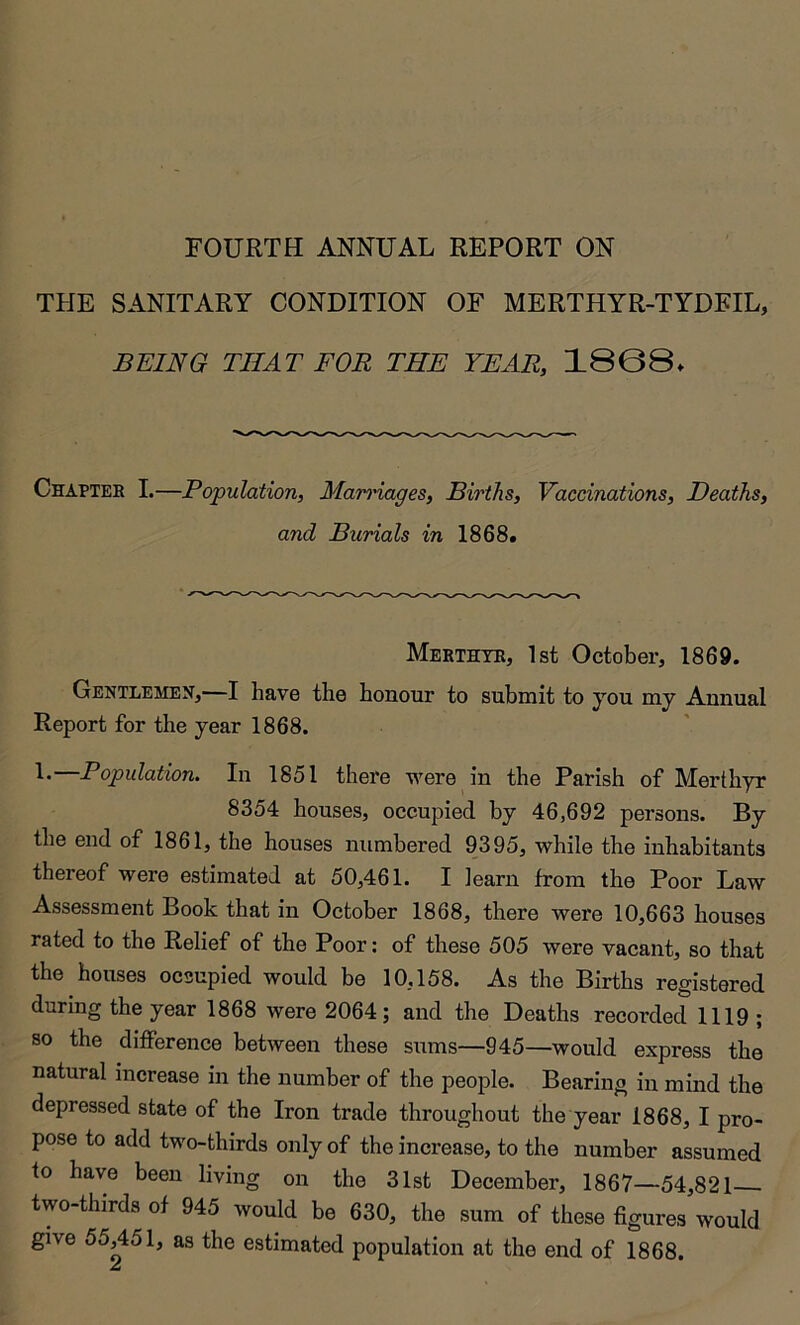 FOURTH ANNUAL REPORT ON
THE SANITARY CONDITION OF MERTHYR-TYDFIL,
BEING THAT FOR THE YEAR, 1868.
CHAPTER I.—Population, Marriages, Births, Vaccinations, Deaths,
and Burials in 1868.
MERTHYR, 1st October, 1869.
GENTLEMEN,—I have the honour to submit to you my Annual
Report for the year 1868.
1.—Population. In 1851 there were in the Parish of Merthyr
8354 houses, occupied by 46,692 persons. By
the end of 1861, the houses numbered 9395, while the inhabitants
thereof were estimated at 50,461. I learn from the Poor Law
Assessment Book that in October 1868, there were 10,663 houses
rated to the Relief of the Poor: of these 505 were vacant, so that
the houses occupied would be 10,158. As the Births registered
during the year 1868 were 2064; and the Deaths recorded 1119;
so the difference between these sums—945—would express the
natural increase in the number of the people. Bearing in mind the
depressed state of the Iron trade throughout the year 1868, I pro-
pose to add two-thirds only of the increase, to the number assumed
to have been living on the 31st December, 1867—54,821—
two-thirds of 945 would be 630, the sum of these figures would
give 55,451, as the estimated population at the end of 1868.
2